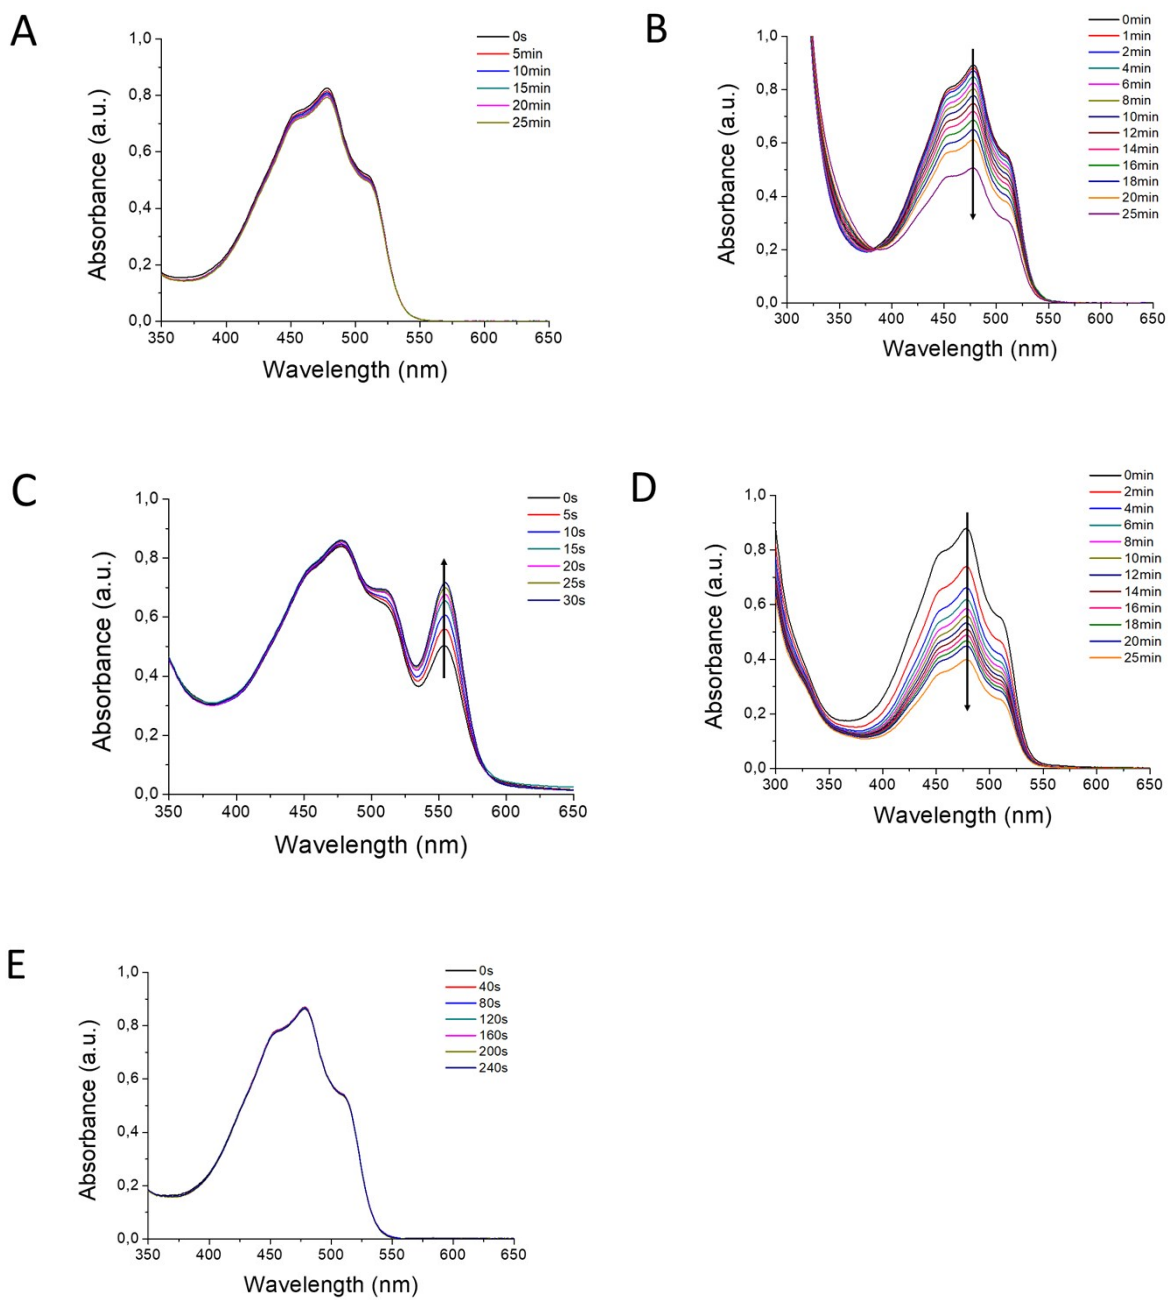 A
0s
5min
10min
15min
20min
25min
1,0
0,8
0,6
0,4
0,2
0,0
350 400 450 500 550 600 650
Absorbance (a.u.)
Wavelength (nm)
B
0min
1min
2min
4min
6min
8min
10min
12min
14min
16min
18min
20min
25min
1,0
0,8
0,6
0,4
0,2
0,0
300 350 400 450 500 550 600 650
Absorbance (a.u.)
Wavelength (nm)
C
0s
5s
10s
15s
20s
25s
30s
1,0
0,8
0,6
0,4
0,2
0,0
350 400 450 500 550 600 650
Absorbance (a.u.)
Wavelength (nm)
D
0min
2min
4min
6min
8min
10min
12min
14min
16min
18min
20min
25min
1,0
0,8
0,6
0,4
0,2
0,0
300 350 400 450 500 550 600 650
Absorbance (a.u.)
Wavelength (nm)
E
0s
40s
80s
120s
160s
200s
240s
1,0
0,8
0,6
0,4
0,2
0,0
350 400 450 500 550 600 650
Absorbance (a.u.)
Wavelength (nm)